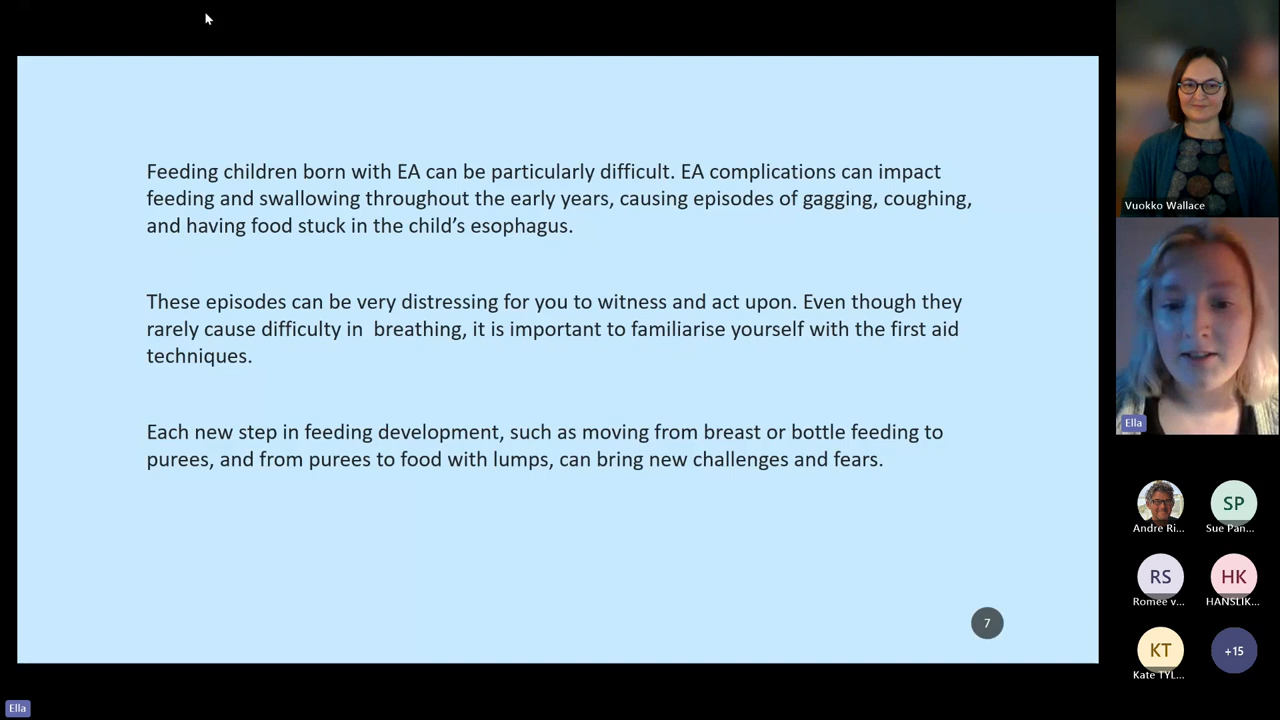 Feeding children born with EA can be particularly difficult. EA complications can impact
feeding and swallowing throughout the early years, causing episodes of gagging, coughing,
and having food stuck in the child’s esophagus.
These episodes can be very distressing for you to witness and act upon. Even though they
rarely cause difficulty in  breathing, it is important to familiarise yourself with the first aid
techniques.
Each new step in feeding development, such as moving from breast or bottle feeding to
purees, and from purees to food with lumps, can bring new challenges and fears.
7
Vuokko Wallace
Ella
Andre Ri...
SP
Sue Pan...
RS
Romee v...
HK
HANSLIK...
KT
Kate TYL...
+15
Ella